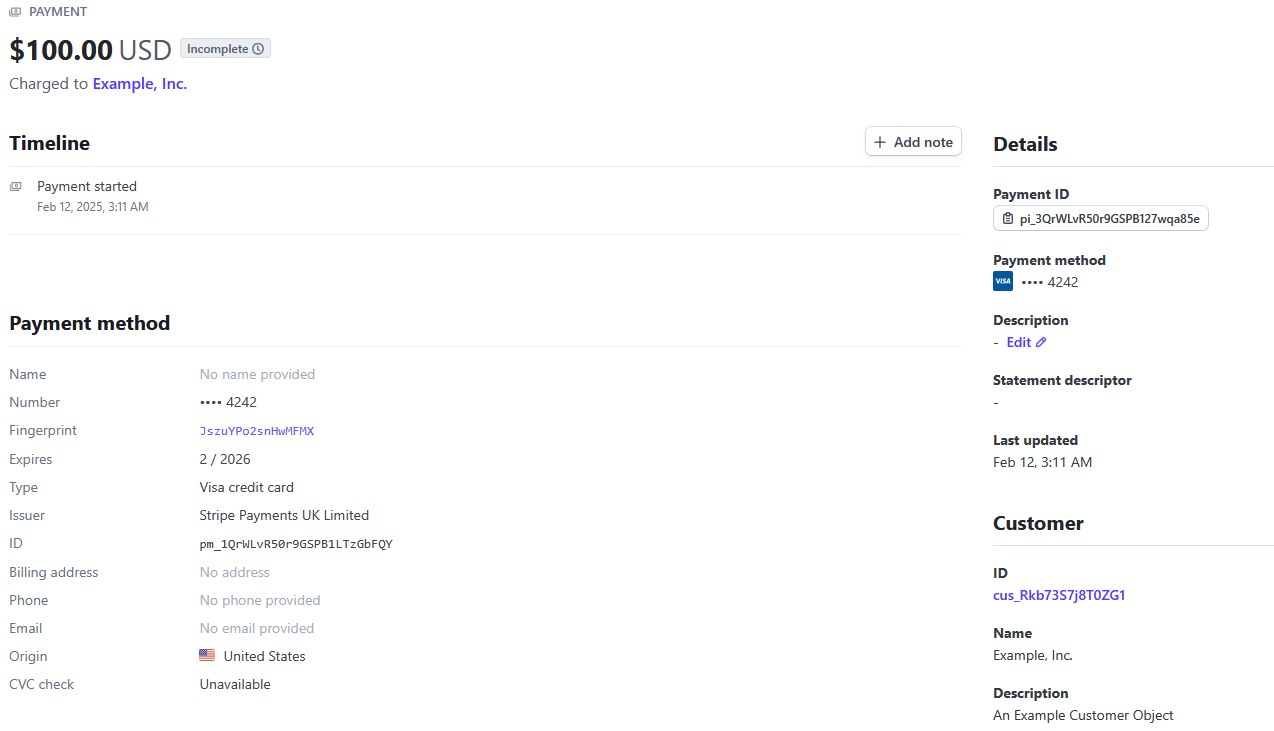 PAYMENT
$100.00 USD Incomplete
Charged to Example, Inc.
Timeline
+ Add note
Payment started
Feb 12, 2025, 3:11 AM
Payment method
Name No name provided
Number •••• 4242
Fingerprint JszuYPo2snHwMFMX
Expires 2 / 2026
Type Visa credit card
Issuer Stripe Payments UK Limited
ID pm_1QrWLvR50r9GSPB1LTzGbFQY
Billing address No address
Phone No phone provided
Email No email provided
Origin United States
CVC check Unavailable
Details
Payment ID
pi_3QrWLvR50r9GSPB127wqa85e
Payment method
VISA •••• 4242
Description
- Edit
Statement descriptor
-
Last updated
Feb 12, 3:11 AM
Customer
ID
cus_Rkb73S7j8T0ZG1
Name
Example, Inc.
Description
An Example Customer Object